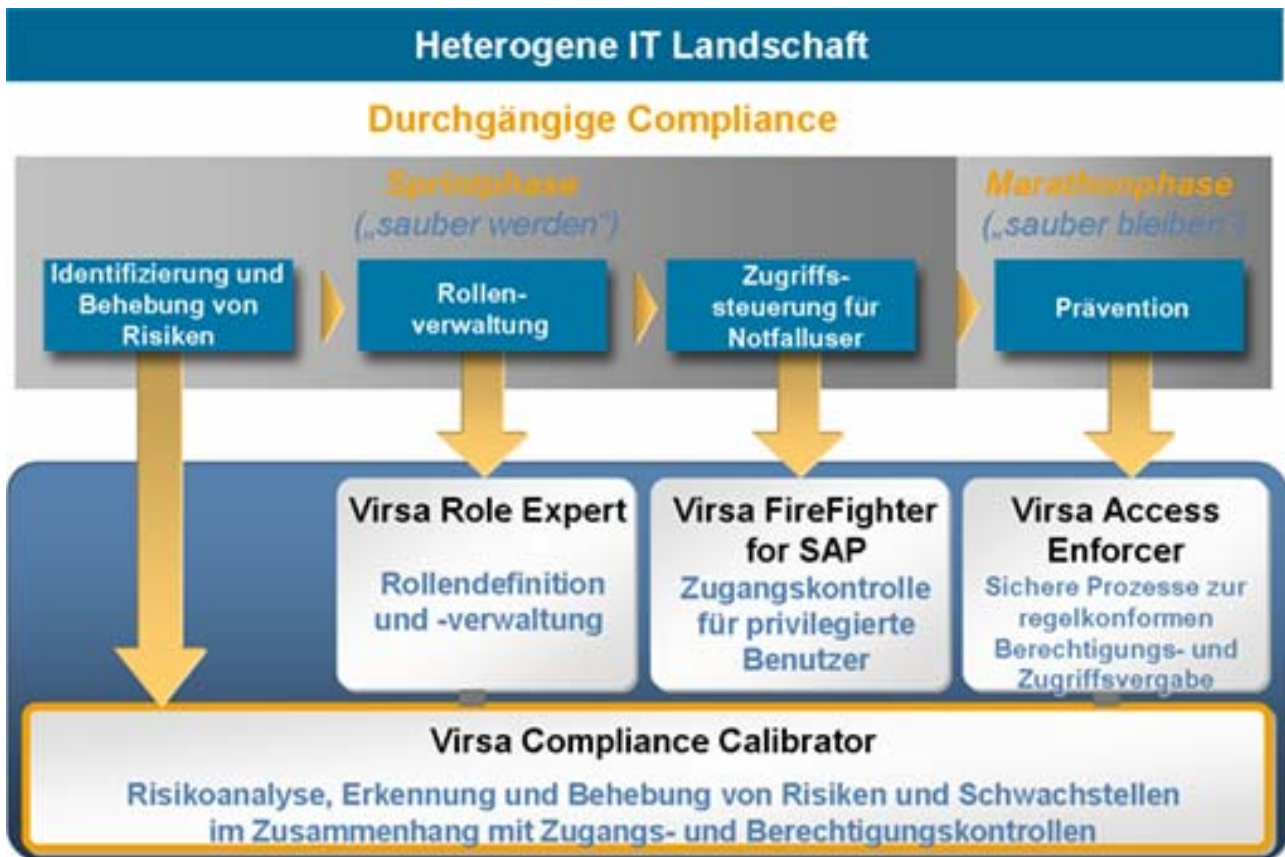 Heterogene IT Landschaft
Durchgängige Compliance
Sprintphase
(„sauber werden“)
Marathonphase
(„sauber bleiben“)
Identifizierung und
Behebung von
Risiken
Rollen-
verwaltung
Zugriffs-
steuerung für
Notfalluser
Prävention
Virsa Role Expert
Rollendefinition
und -verwaltung
Virsa FireFighter
for SAP
Zugangskontrolle
für privilegierte
Benutzer
Virsa Access
Enforcer
Sichere Prozesse zur
regelkonformen
Berechtigungs- und
Zugriffsvergabe
Virsa Compliance Calibrator
Risikoanalyse, Erkennung und Behebung von Risiken und Schwachstellen
im Zusammenhang mit Zugangs- und Berechtigungskontrollen